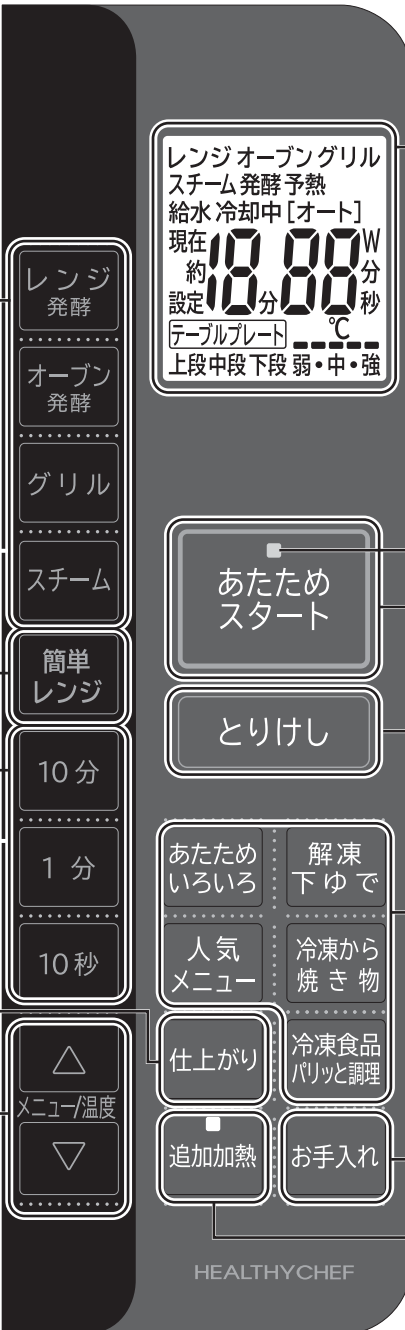 レンジ オーブン グリル
スチーム 発酵 予熱
給水 冷却中 [オート]
現在 18 88 W
約 分
設定 分 秒
テーブルプレート ℃
上段 中段 下段 弱・中・強
レンジ
発酵
オーブン
発酵
グリル
スチーム
簡単
レンジ
10分
1分
10秒
△
メニュー/温度
▽
あたため
スタート
とりけし
あたため
いろいろ
解凍
下ゆで
人気
メニュー
冷凍から
焼き物
仕上がり
冷凍食品
パリッと調理
追加加熱
お手入れ
HEALTHYCHEF